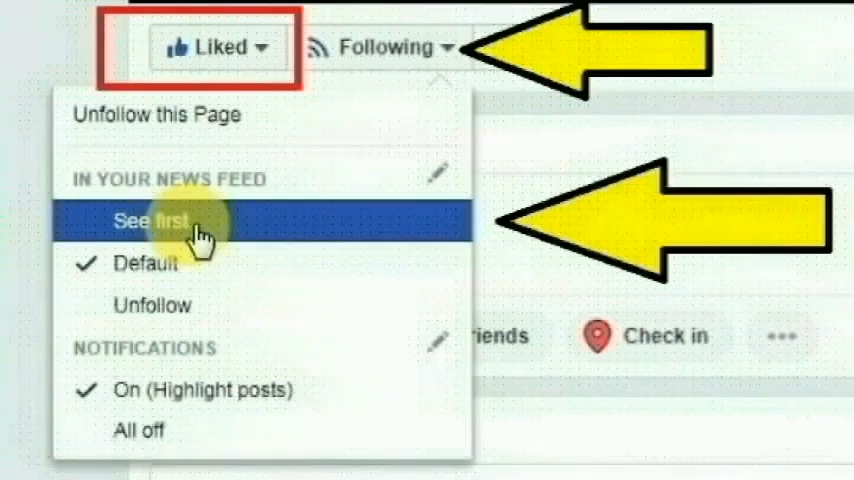 Liked Following
Unfollow this Page
IN YOUR NEWS FEED
See first
Default
Unfollow
riends Check in
NOTIFICATIONS
On (Highlight posts)
All off